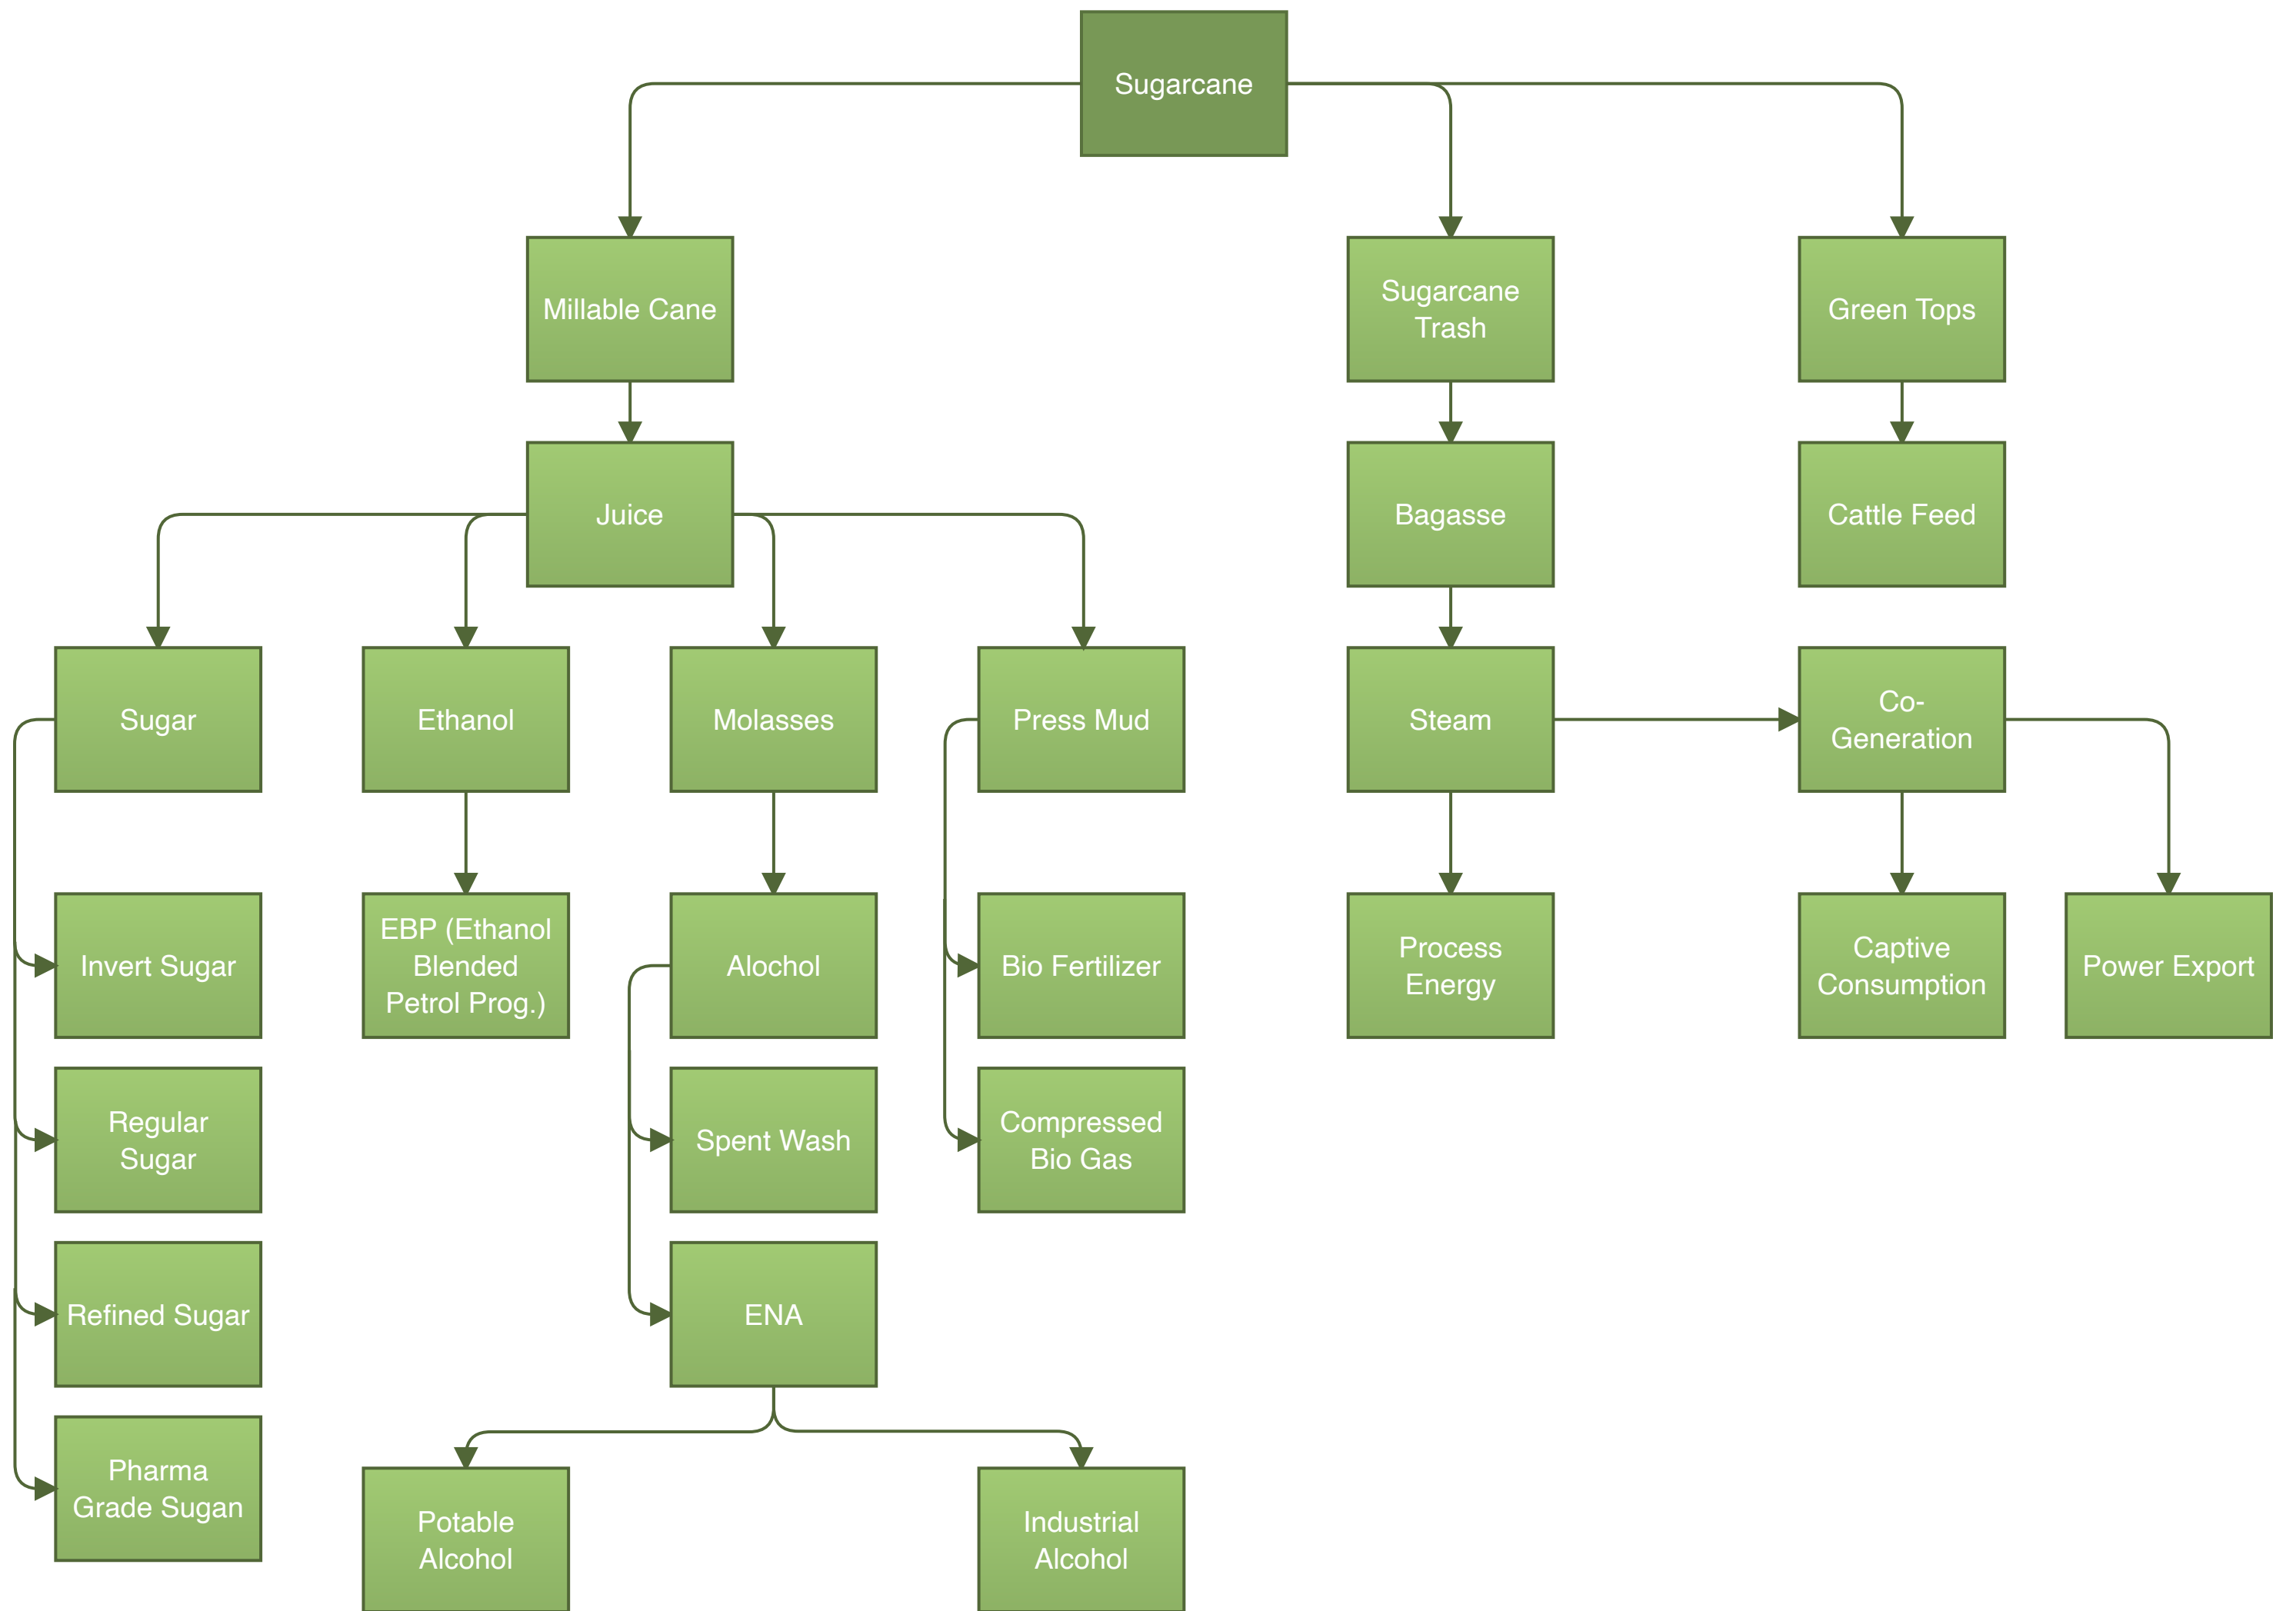 Sugarcane
Millable Cane
Sugarcane
Trash
Green Tops
Juice
Bagasse
Cattle Feed
Sugar
Ethanol
Molasses
Press Mud
Steam
Co-
Generation
Invert Sugar
EBP (Ethanol
Blended
Petrol Prog.)
Alochol
Bio Fertilizer
Process
Energy
Captive
Consumption
Power Export
Regular
Sugar
Spent Wash
Compressed
Bio Gas
Refined Sugar
ENA
Pharma
Grade Sugan
Potable
Alcohol
Industrial
Alcohol